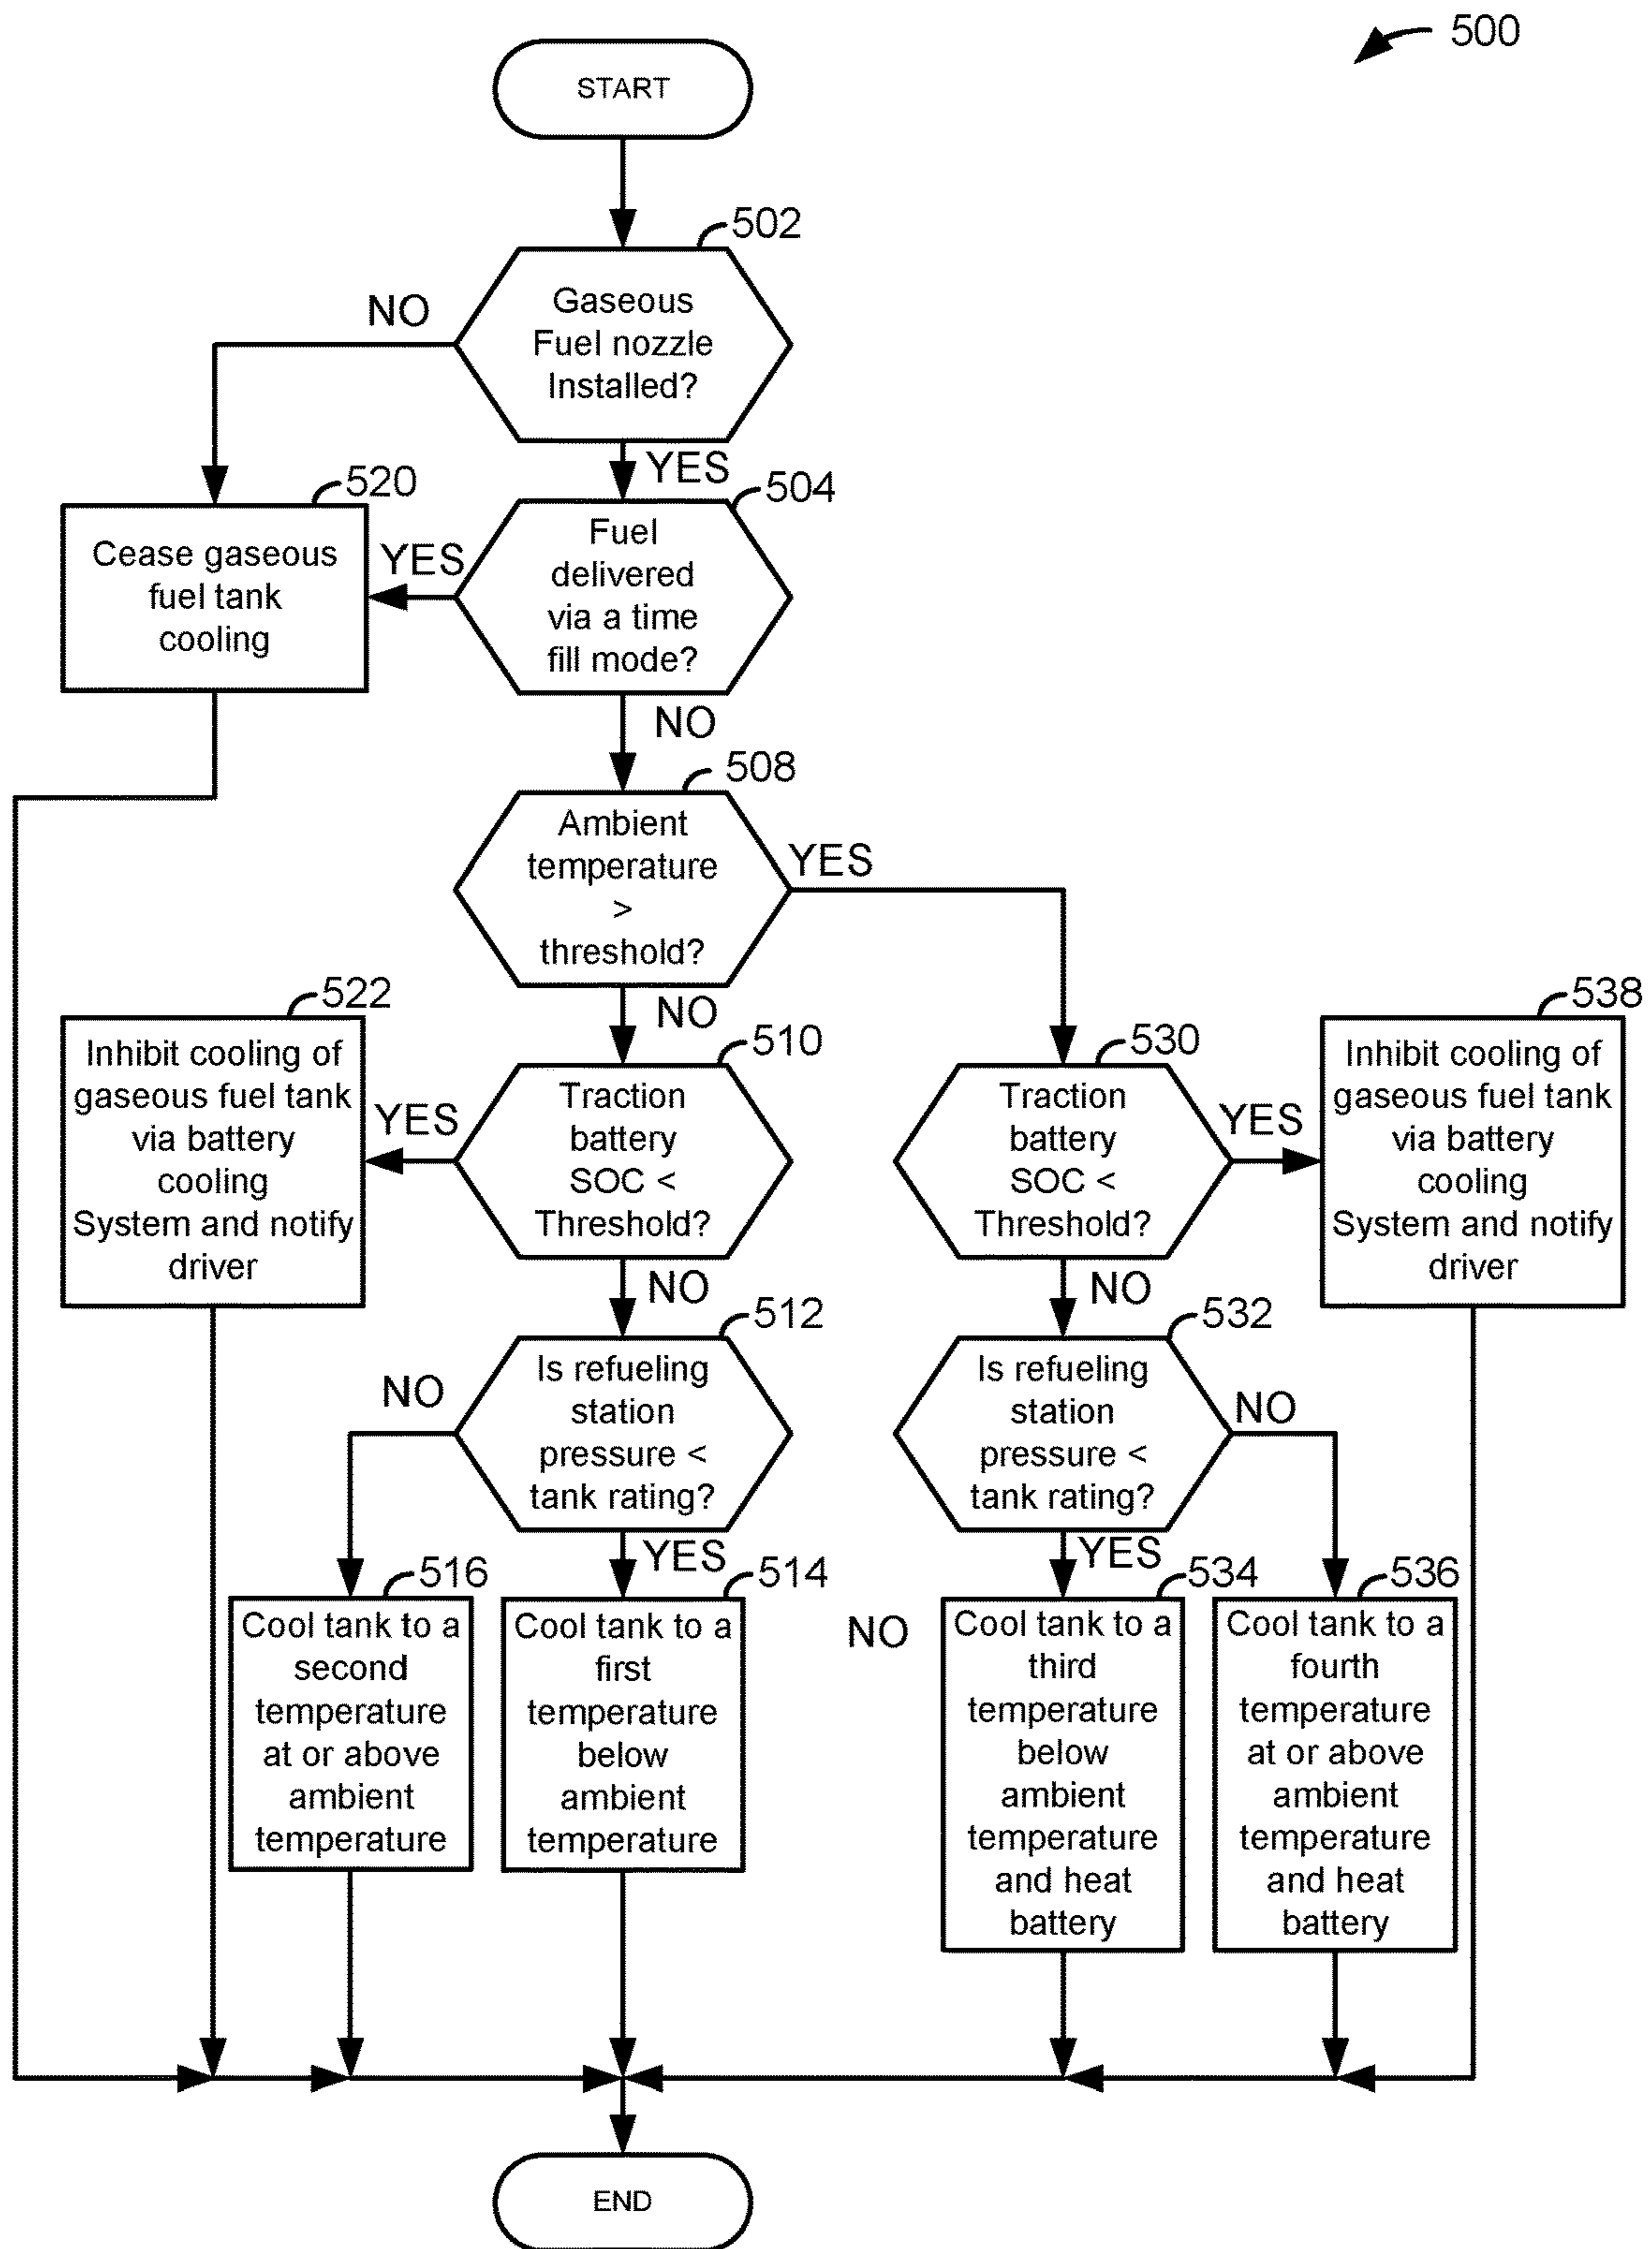 500
START
502
Gaseous
Fuel nozzle
Installed?
NO
YES
520
Cease gaseous
fuel tank
cooling
YES
504
Fuel
delivered
via a time
fill mode?
NO
508
Ambient
temperature
>
threshold?
YES
NO
522
Inhibit cooling of
gaseous fuel tank
via battery
cooling
System and notify
driver
YES
510
Traction
battery
SOC <
Threshold?
NO
530
Traction
battery
SOC <
Threshold?
YES
NO
538
Inhibit cooling of
gaseous fuel tank
via battery
cooling
System and notify
driver
512
Is refueling
station
pressure <
tank rating?
NO
YES
532
Is refueling
station
pressure <
tank rating?
NO
YES
516
Cool tank to a
second
temperature
at or above
ambient
temperature
514
Cool tank to a
first
temperature
below
ambient
temperature
NO
534
Cool tank to a
third
temperature
below
ambient
temperature
and heat
battery
536
Cool tank to a
fourth
temperature
at or above
ambient
temperature
and heat
battery
END